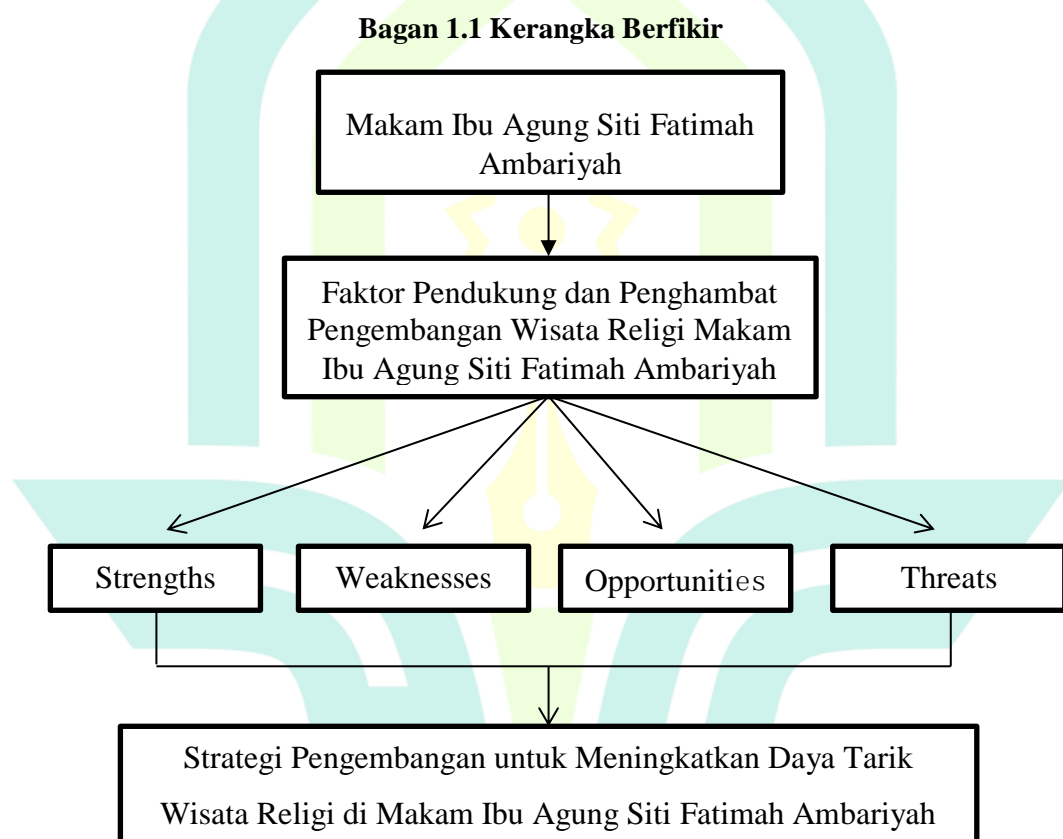 Bagan 1.1 Kerangka Berfikir
Makam Ibu Agung Siti Fatimah
Ambariyah
Faktor Pendukung dan Penghambat
Pengembangan Wisata Religi Makam
Ibu Agung Siti Fatimah Ambariyah
Strengths
Weaknesses
Opportunities
Threats
Strategi Pengembangan untuk Meningkatkan Daya Tarik
Wisata Religi di Makam Ibu Agung Siti Fatimah Ambariyah